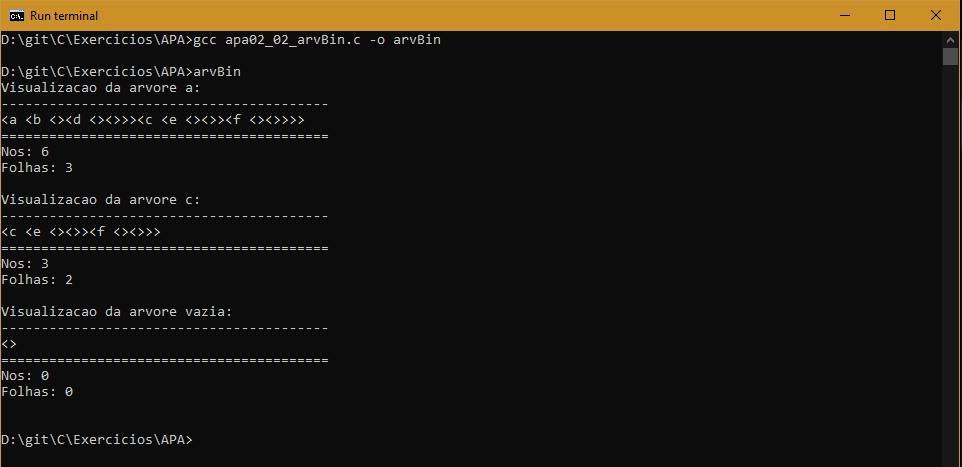 Run terminal
D:\git\C\Exercicios\APA>gcc apa02_02_arvBin.c -o arvBin
D:\git\C\Exercicios\APA>arvBin
Visualizacao da arvore a:
-----------------------------------------
<a <b <><d <><>>><c <e <><>><f <><>>>>
=========================================
Nos: 6
Folhas: 3
Visualizacao da arvore c:
-----------------------------------------
<c <e <><>><f <><>>>
=========================================
Nos: 3
Folhas: 2
Visualizacao da arvore vazia:
-----------------------------------------
<>
=========================================
Nos: 0
Folhas: 0
D:\git\C\Exercicios\APA>